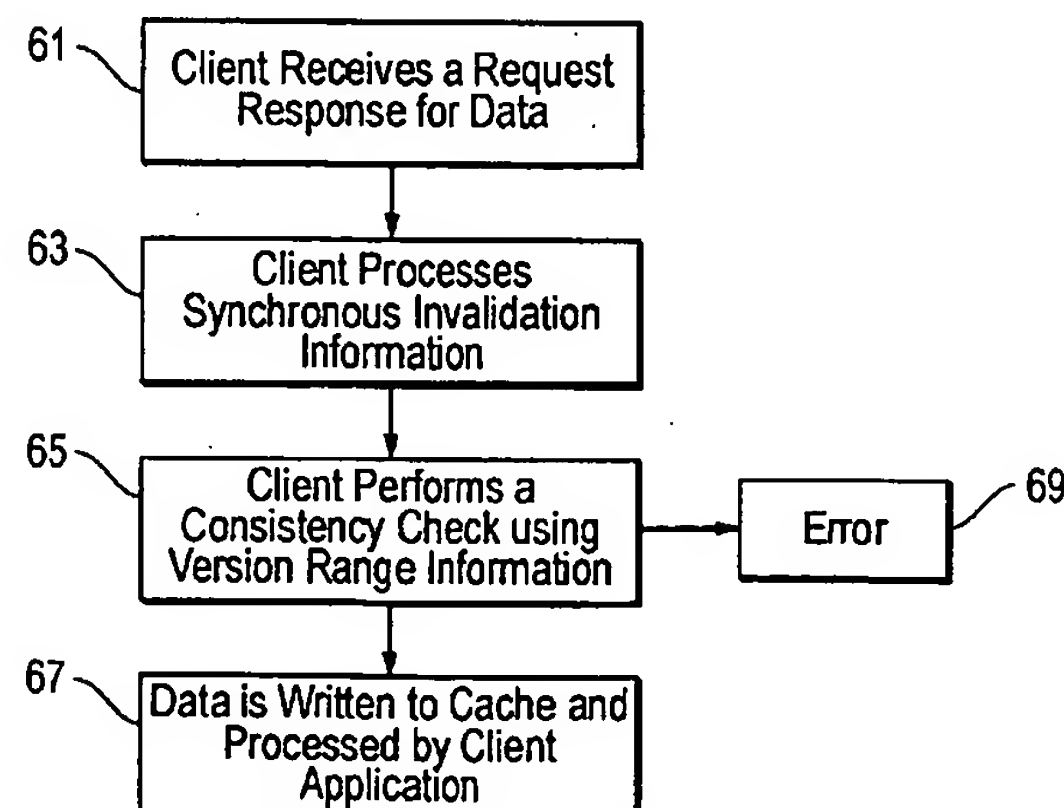 61
Client Receives a Request
Response for Data
63
Client Processes
Synchronous Invalidation
Information
65
Client Performs a
Consistency Check using
Version Range Information
Error
69
67
Data is Written to Cache and
Processed by Client
Application